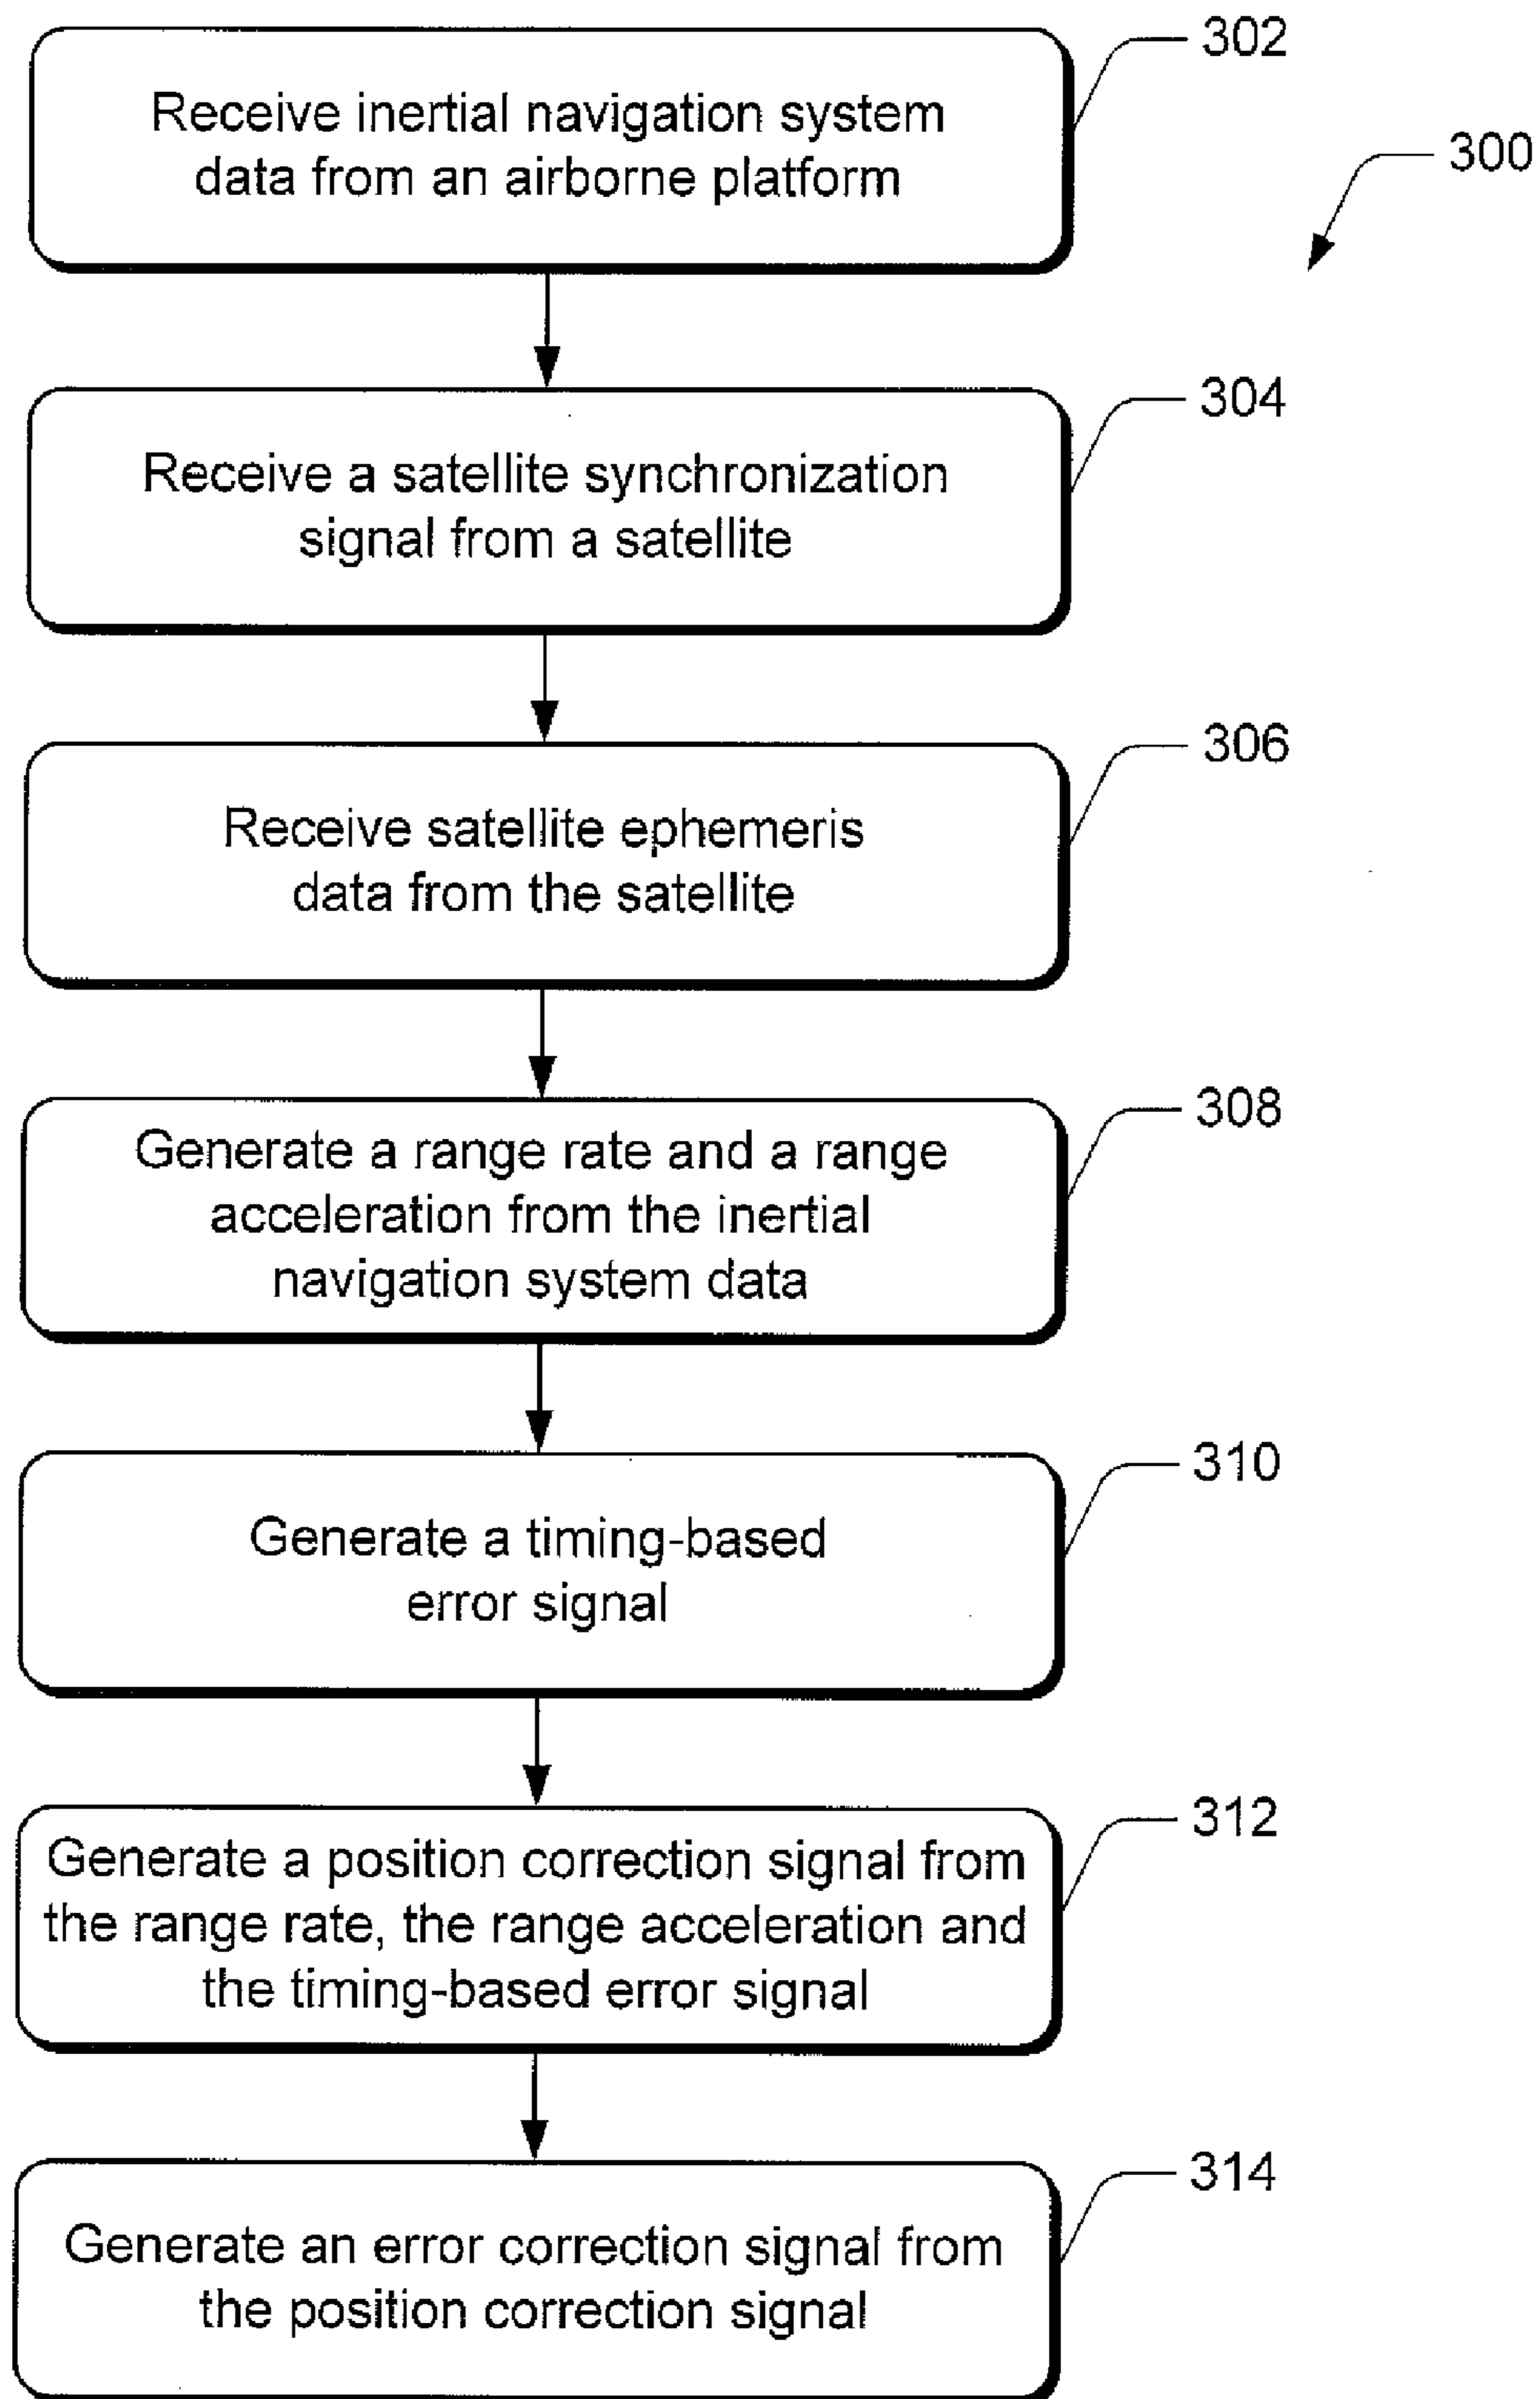 302
Receive inertial navigation system
data from an airborne platform
300
304
Receive a satellite synchronization
signal from a satellite
306
Receive satellite ephemeris
data from the satellite
308
Generate a range rate and a range
acceleration from the inertial
navigation system data
310
Generate a timing-based
error signal
312
Generate a position correction signal from
the range rate, the range acceleration and
the timing-based error signal
314
Generate an error correction signal from
the position correction signal